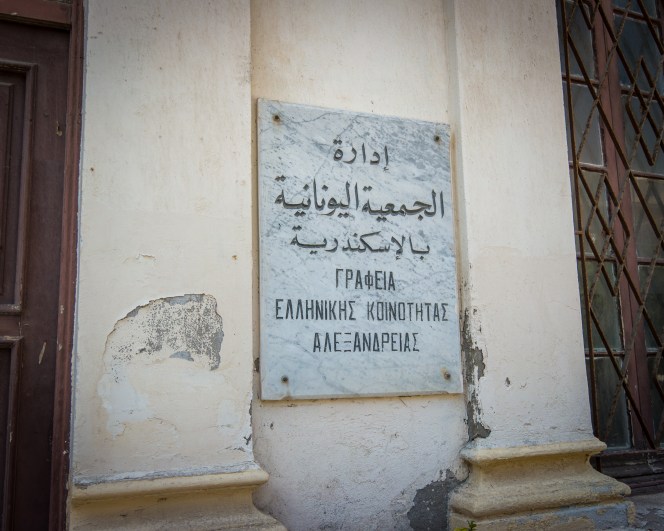 إدارة
الجمعية اليونانية
بالإسكندرية
ΓΡΑΦΕΙΑ
ΕΛΛΗΝΙΚΗΣ ΚΟΙΝΟΤΗΤΑΣ
ΑΛΕΞΑΝΔΡΕΙΑΣ